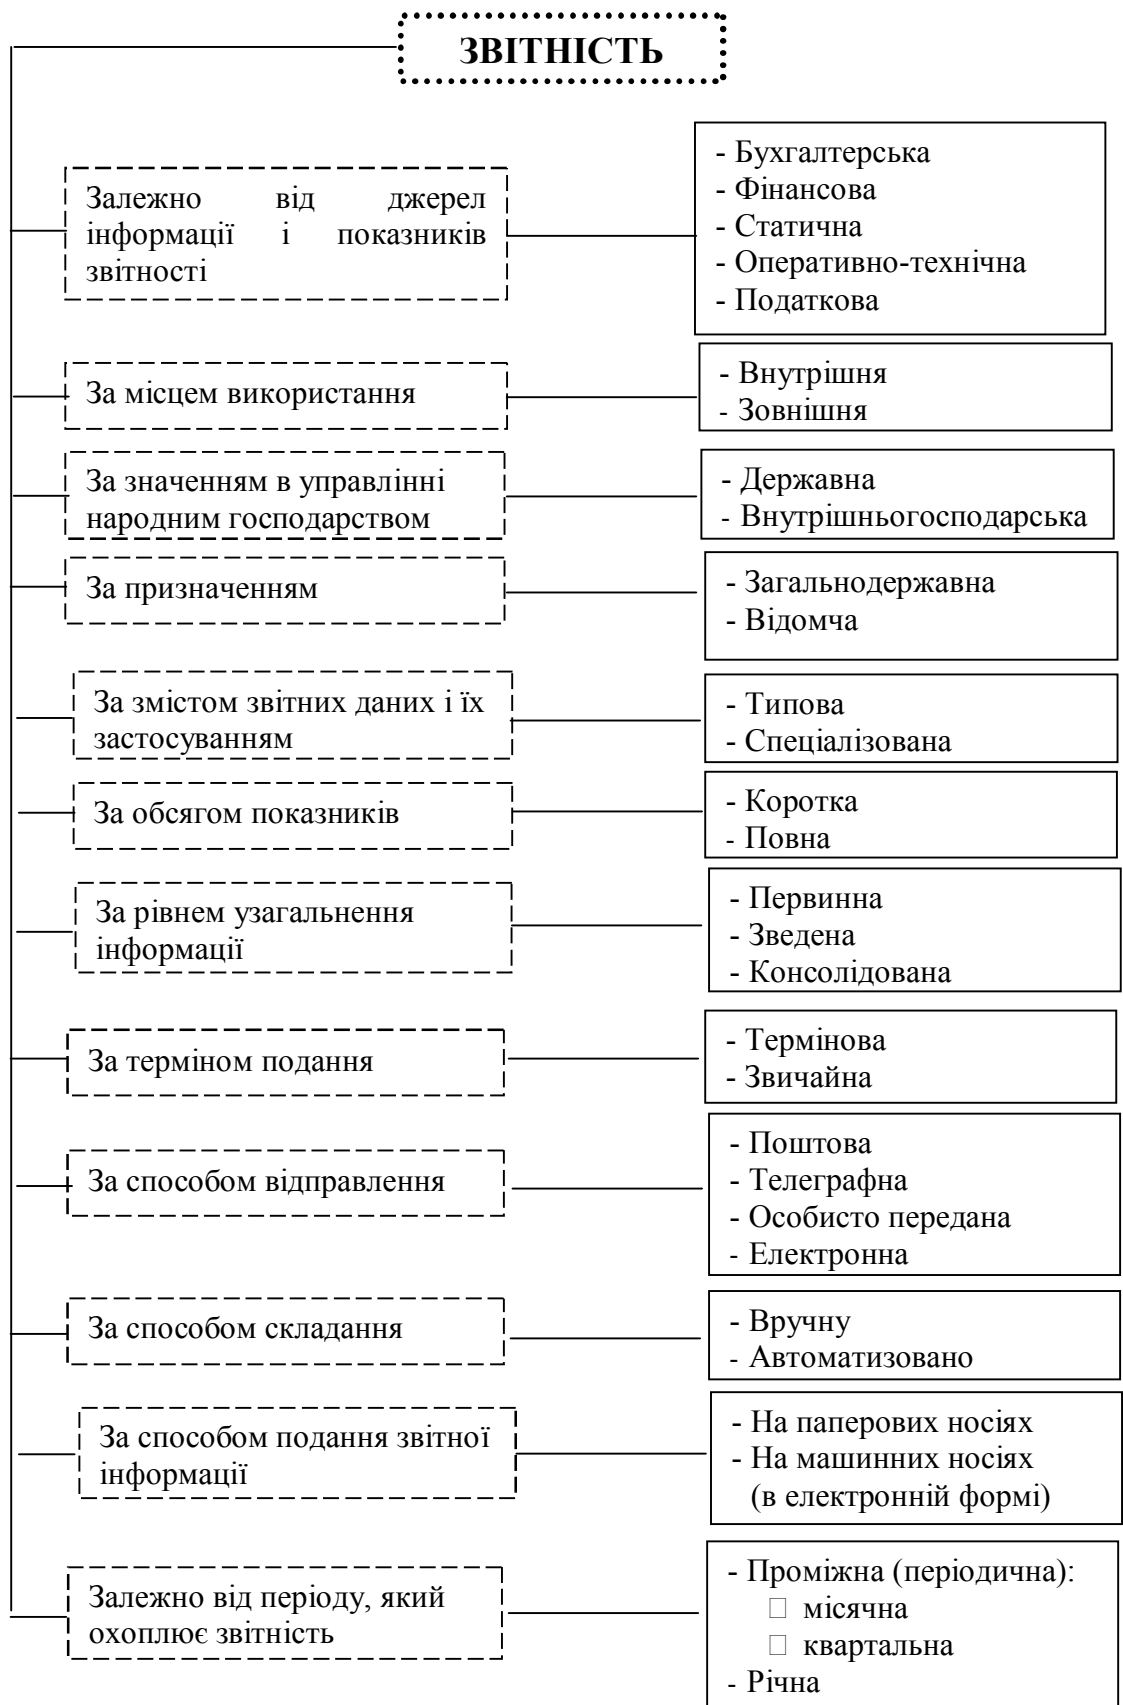 ЗВІТНІСТЬ
Залежно від джерел
інформації і показників
звітності
- Бухгалтерська
- Фінансова
- Статична
- Оперативно-технічна
- Податкова
За місцем використання
- Внутрішня
- Зовнішня
За значенням в управлінні
народним господарством
- Державна
- Внутрішньогосподарська
За призначенням
- Загальнодержавна
- Відомча
За змістом звітних даних і їх
застосуванням
- Типова
- Спеціалізована
За обсягом показників
- Коротка
- Повна
За рівнем узагальнення
інформації
- Первинна
- Зведена
- Консолідована
За терміном подання
- Термінова
- Звичайна
За способом відправлення
- Поштова
- Телеграфна
- Особисто передана
- Електронна
За способом складання
- Вручну
- Автоматизовано
За способом подання звітної
інформації
- На паперових носіях
- На машинних носіях
(в електронній формі)
Залежно від періоду, який
охоплює звітність
- Проміжна (періодична):
місячна
квартальна
- Річна